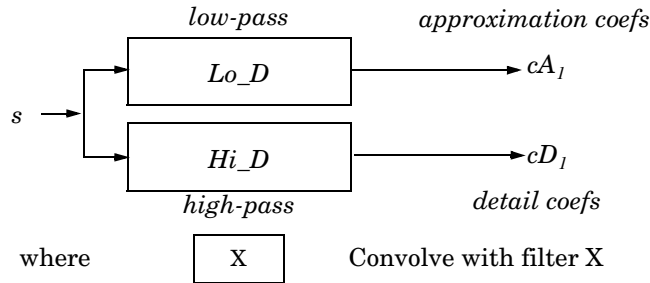 low-pass approximation coefs
Lo_D cA1
s
Hi_D cD1
high-pass detail coefs
where X Convolve with filter X